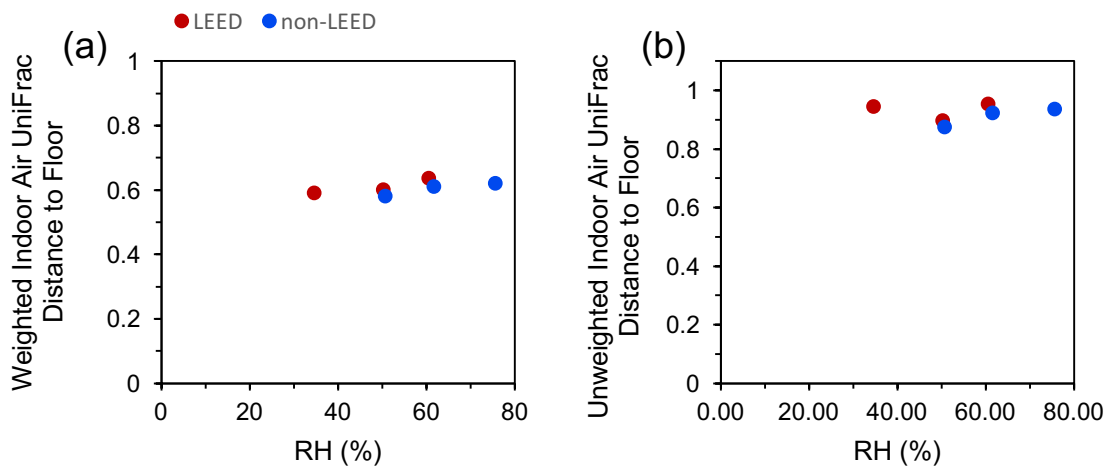 LEED non-LEED
(a)
Weighted Indoor Air UniFrac
Distance to Floor
1
0.8
0.6
0.4
0.2
0
0 20 40 60 80
RH (%)
(b)
Unweighted Indoor Air UniFrac
Distance to Floor
1
0.8
0.6
0.4
0.2
0
0.00 20.00 40.00 60.00 80.00
RH (%)